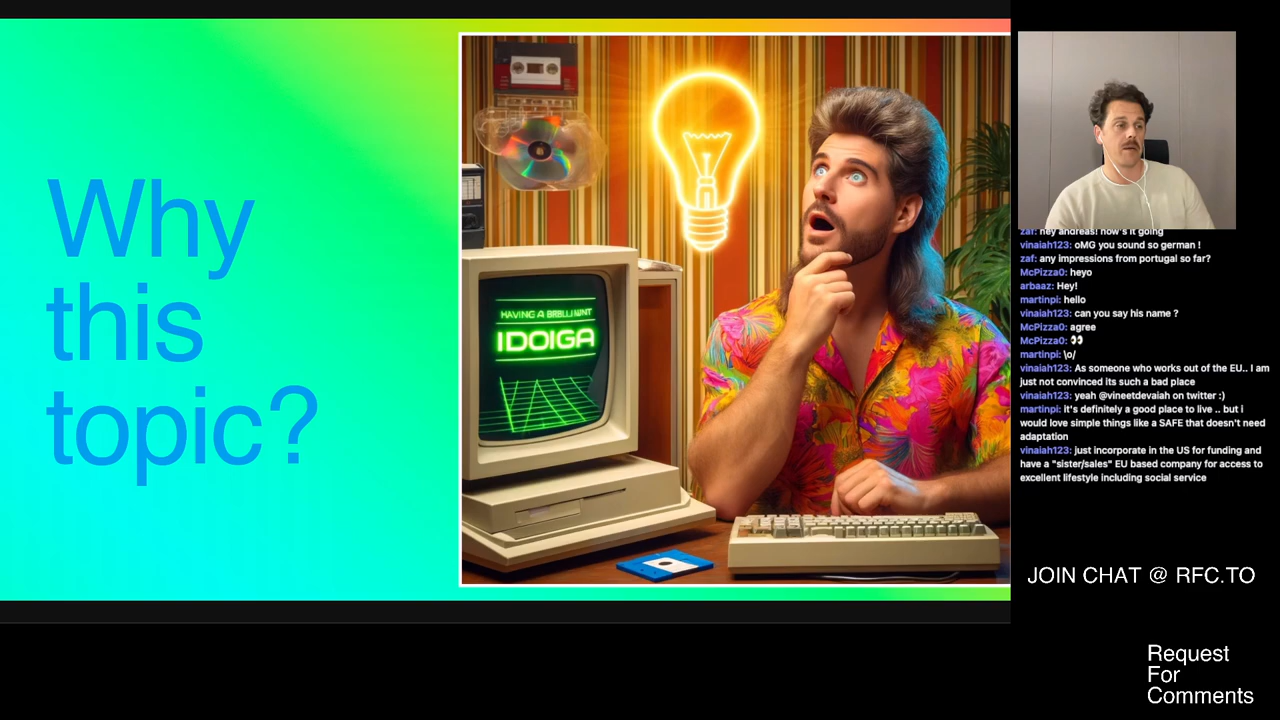 Why
this
topic?
HAVING A
IDOIGA
zaf: hey andreas! how's it going
vinaiah123: oMG you sound so german !
zaf: any impressions from portugal so far?
McPizza0: heyo
arbaaz: Hey!
martinpi: hello
vinaiah123: can you say his name ?
McPizza0: agree
McPizza0: 👀
martinpi: \o/
vinaiah123: As someone who works out of the EU.. I am
just not convinced its such a bad place
vinaiah123: yeah @vineetdevaiah on twitter :)
martinpi: it's definitely a good place to live .. but i
would love simple things like a SAFE that doesn't need
adaptation
vinaiah123: just incorporate in the US for funding and
have a "sister/sales" EU based company for access to
excellent lifestyle including social service
JOIN CHAT @ RFC.TO
Request
For
Comments